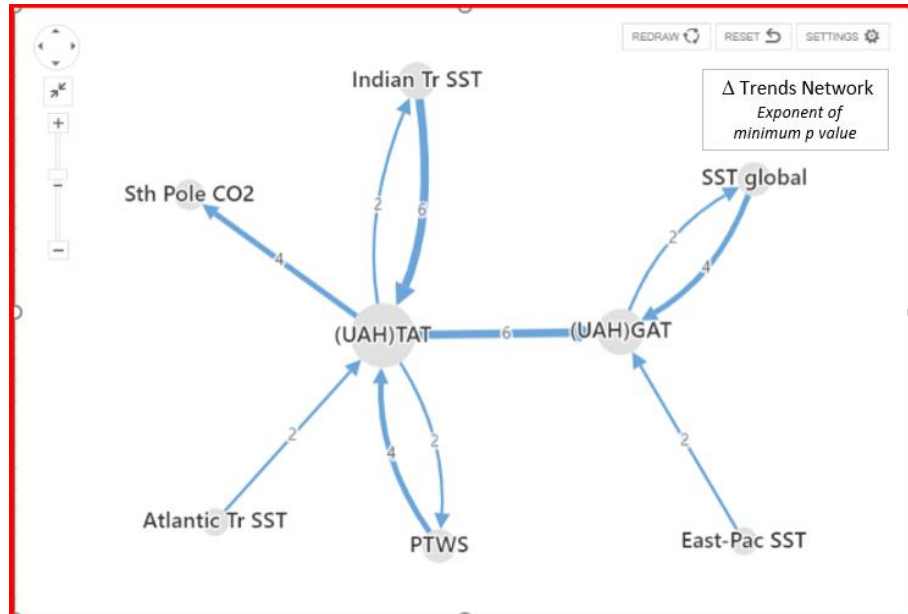 REDRAW
RESET
SETTINGS
Δ Trends Network
Exponent of
minimum p value
Indian Tr SST
SST global
Sth Pole CO2
2
6
2
4
4
(UAH)TAT
6
(UAH)GAT
2
4
2
2
Atlantic Tr SST
PTWS
East-Pac SST